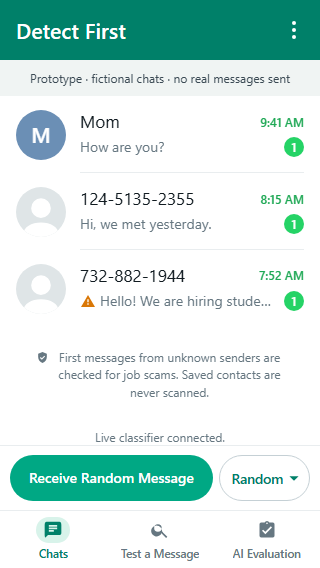 Detect First
Prototype · fictional chats · no real messages sent
M
Mom
9:41 AM
How are you?
1
124-5135-2355
8:15 AM
Hi, we met yesterday.
1
732-882-1944
7:52 AM
Hello! We are hiring stude...
1
First messages from unknown senders are
checked for job scams. Saved contacts are
never scanned.
Live classifier connected.
Receive Random Message
Random
Chats
Test a Message
AI Evaluation